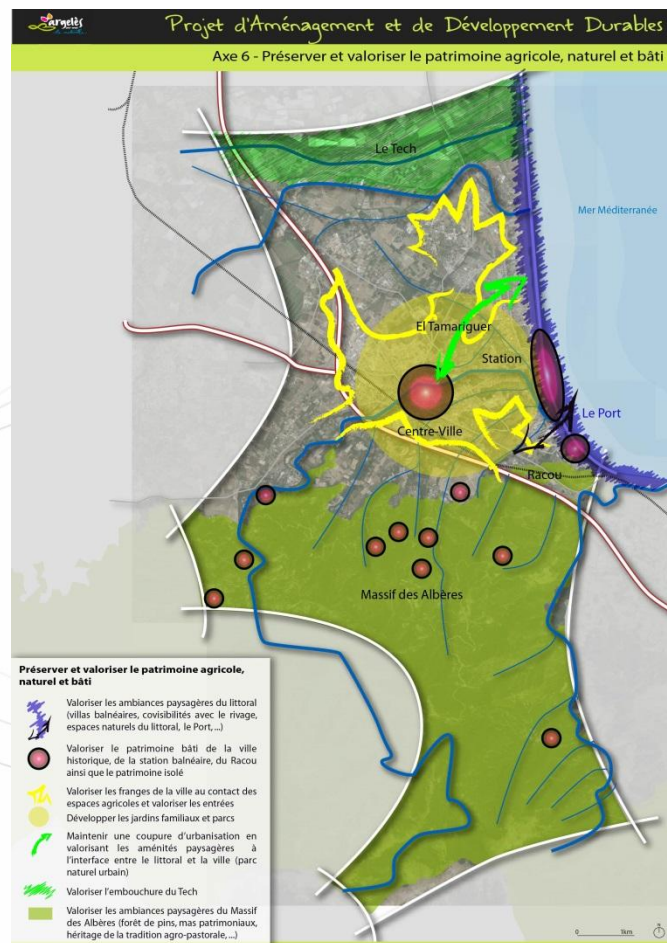 argelès
Projet d'Aménagement et de Développement Durables
Axe 6 - Préserver et valoriser le patrimoine agricole, naturel et bâti
Le Tech
Mer Méditerranée
El Tamariguer
Station
Le Port
Centre-Ville
Racou
Massif des Albères
Préserver et valoriser le patrimoine agricole,
naturel et bâti
Valoriser les ambiances paysagères du littoral
(villas balnéaires, covisibilités avec le rivage,
espaces naturels du littoral, le Port, ...)
Valoriser le patrimoine bâti de la ville
historique, de la station balnéaire, du Racou
ainsi que le patrimoine isolé
Valoriser les franges de la ville au contact des
espaces agricoles et valoriser les entrées
Développer les jardins familiaux et parcs
Maintenir une coupure d'urbanisation en
valorisant les aménités paysagères à
l'interface entre le littoral et la ville (parc
naturel urbain)
Valoriser l'embouchure du Tech
Valoriser les ambiances paysagères du Massif
des Albères (forêt de pins, mas patrimoniaux,
héritage de la tradition agro-pastorale, ...)
0 1km